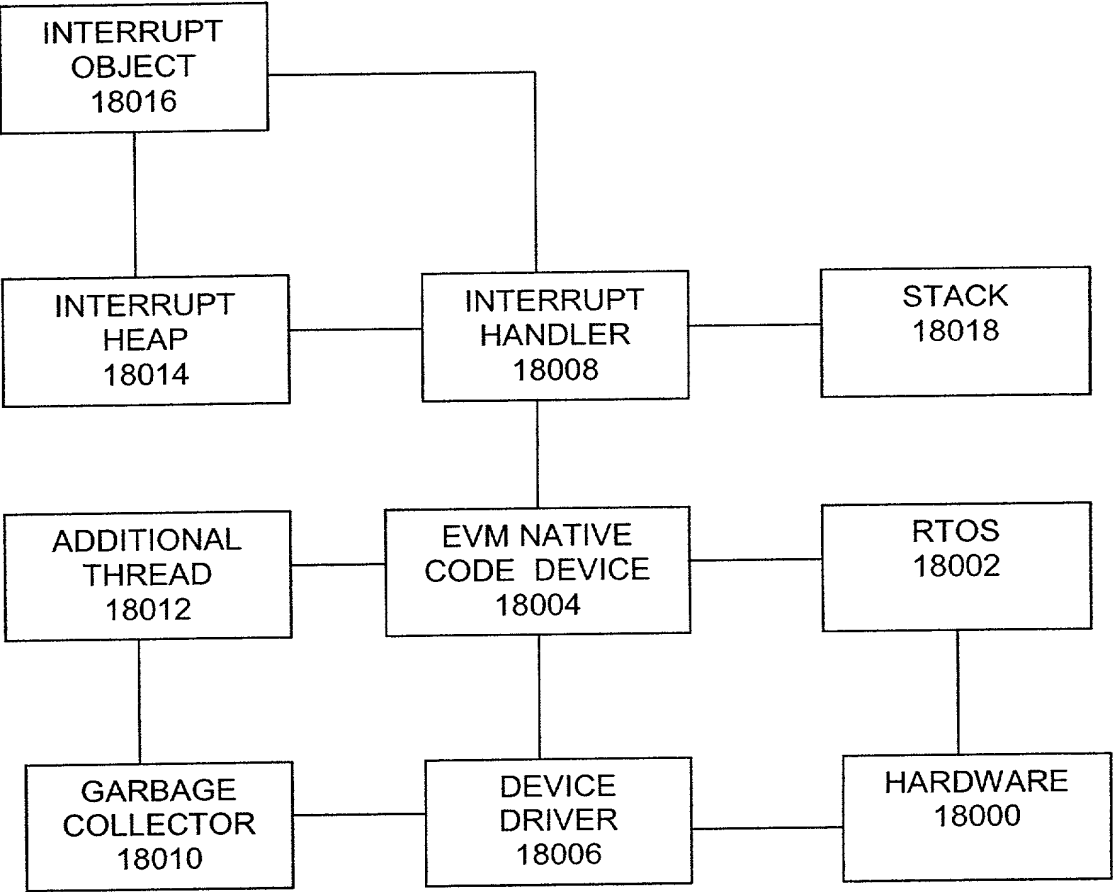 INTERRUPT
OBJECT
18016
INTERRUPT
HEAP
18014
INTERRUPT
HANDLER
18008
STACK
18018
ADDITIONAL
THREAD
18012
EVM NATIVE
CODE DEVICE
18004
RTOS
18002
GARBAGE
COLLECTOR
18010
DEVICE
DRIVER
18006
HARDWARE
18000